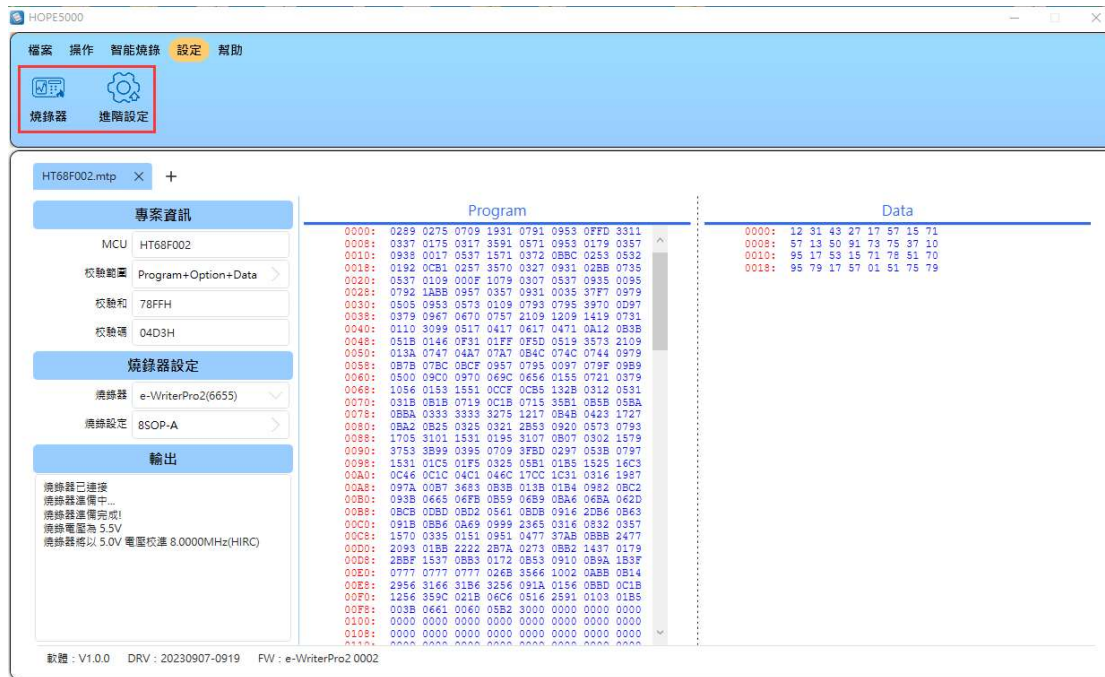 HOPE5000
檔案 操作 智能燒錄 設定 幫助
燒錄器 進階設定
HT68F002.mtp × +
專案資訊
MCU HT68F002
校驗範圍 Program+Option+Data
校驗和 78FFH
校驗碼 04D3H
燒錄器設定
燒錄器 e-WriterPro2(6655)
燒錄設定 8SOP-A
輸出
燒錄器已連接
燒錄器準備中...
燒錄器準備完成!
燒錄電壓為 5.5V
燒錄器將以 5.0V 電壓校準 8.0000MHz(HIRC)
Program
0000: 0289 0275 0709 1931 0791 0953 0FFD 3311
0008: 0337 0175 0317 3591 0571 0953 0179 0357
0010: 0938 0017 0537 1571 0372 0BBC 0253 0532
0018: 0192 0CB1 0257 3570 0327 0931 02BB 0735
0020: 0537 0109 000F 1079 0307 0537 0935 0095
0028: 0792 1ABB 0957 0357 0931 0035 37F7 0979
0030: 0505 0953 0573 0109 0793 0795 3970 0D97
0038: 0379 0967 0670 0757 2109 1209 1419 0731
0040: 0110 3099 0517 0417 0617 0471 0A12 0B3B
0048: 051B 0146 0F31 01FF 0F5D 0519 3573 2109
0050: 013A 0747 04A7 07A7 0B4C 074C 0744 0979
0058: 0B7B 07BC 0BCF 0957 0795 0097 079F 09B9
0060: 0500 09C0 0970 069C 0656 0155 0721 0379
0068: 1056 0153 1551 0CCF 0CB5 132B 0312 0531
0070: 031B 0B1B 0719 0C1B 0715 35B1 0B5B 05BA
0078: 0BBA 0333 3333 3275 1217 0B4B 0423 1727
0080: 0BA2 0B25 0325 0321 2B53 0920 0573 0793
0088: 1705 3101 1531 0195 3107 0B07 0302 1579
0090: 3753 3B99 0395 0709 3FBD 0297 053B 0797
0098: 1531 01C5 01F5 0325 05B1 01B5 1525 16C3
00A0: 0C46 0C1C 04C1 046C 17CC 1C31 0316 1987
00A8: 097A 00B7 3683 0B3B 013B 01B4 0982 0BC2
00B0: 093B 0665 06FB 0B59 06B9 0BA6 06BA 062D
00B8: 0BCB 0DBD 0BD2 0561 0BDB 0916 2DB6 0B63
00C0: 091B 0BB6 0A69 0999 2365 0316 0832 0357
00C8: 1570 0335 0151 0951 0477 37AB 0BBB 2477
00D0: 2093 01BB 2222 2B7A 0273 0BB2 1437 0179
00D8: 2BBF 1537 0BB3 0172 0B53 0910 0B9A 1B3F
00E0: 0777 0777 0777 026B 3566 1002 0ABB 0B14
00E8: 2956 3166 31B6 3256 091A 0156 0BBD 0C1B
00F0: 1256 359C 021B 06C6 0516 2591 0103 01B5
00F8: 003B 0661 0060 05B2 3000 0000 0000 0000
0100: 0000 0000 0000 0000 0000 0000 0000 0000
0108: 0000 0000 0000 0000 0000 0000 0000 0000
Data
0000: 12 31 43 27 17 57 15 71
0008: 57 13 50 91 73 75 37 10
0010: 95 17 53 15 71 78 51 70
0018: 95 79 17 57 01 51 75 79
軟體：V1.0.0 DRV：20230907-0919 FW：e-WriterPro2 0002